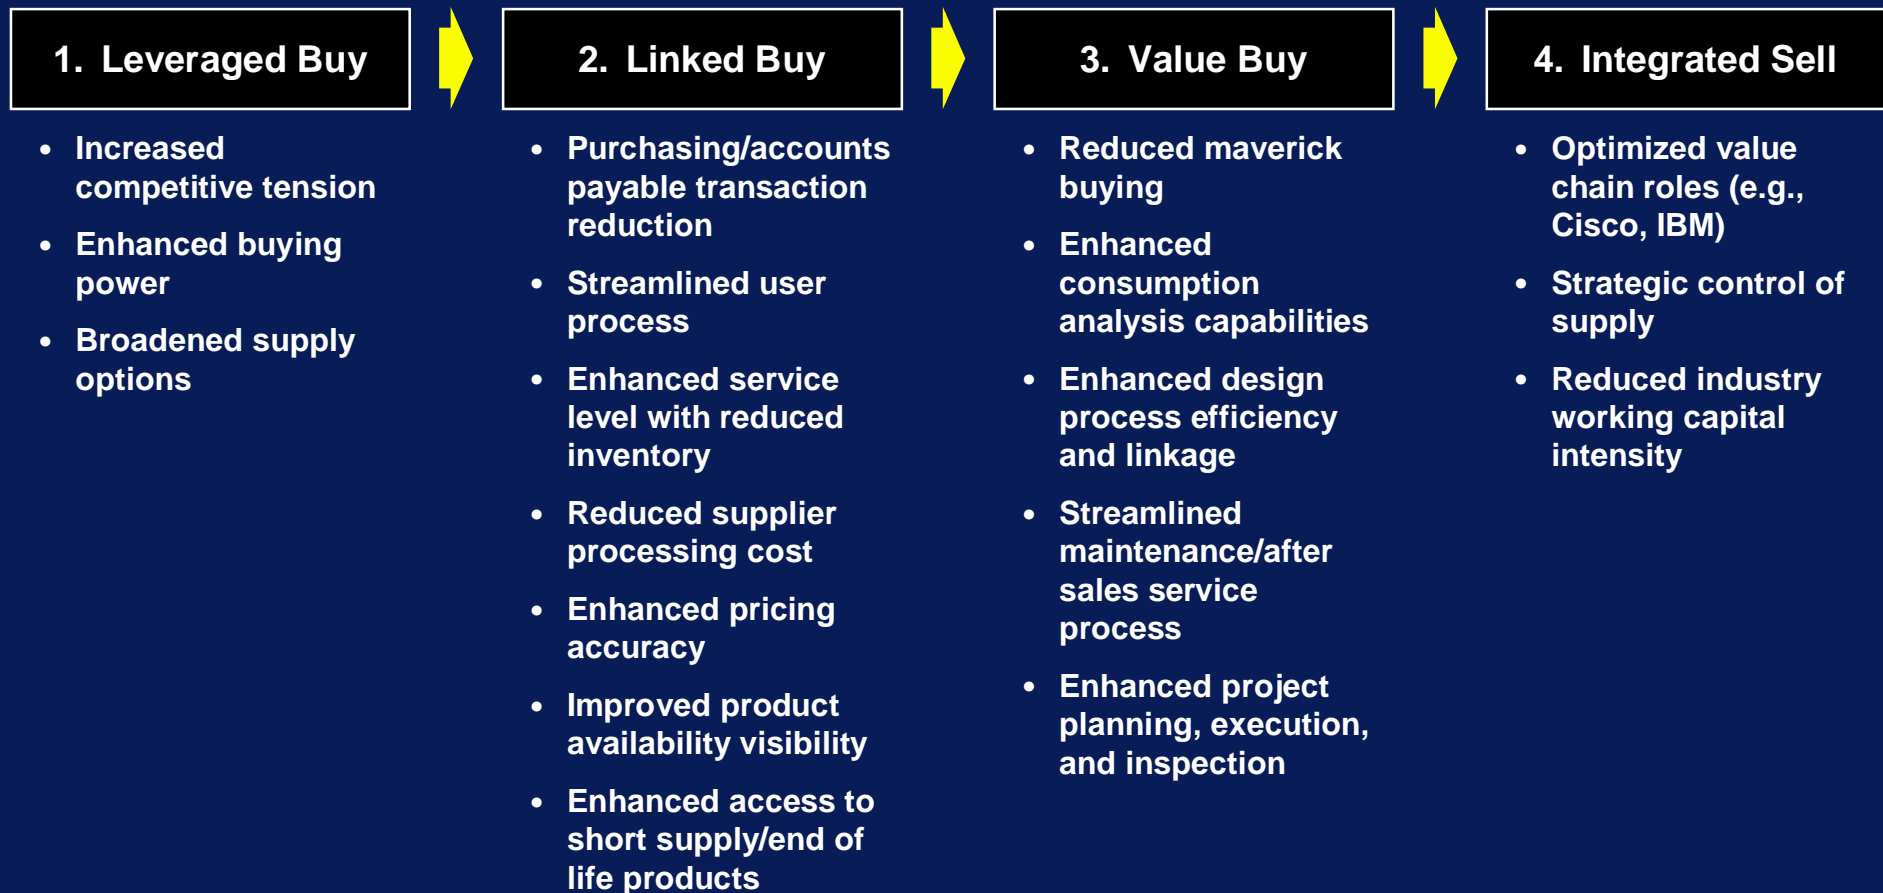 1. Leveraged Buy
• Increased
competitive tension
• Enhanced buying
power
• Broadened supply
options
2. Linked Buy
• Purchasing/accounts
payable transaction
reduction
• Streamlined user
process
• Enhanced service
level with reduced
inventory
• Reduced supplier
processing cost
• Enhanced pricing
accuracy
• Improved product
availability visibility
• Enhanced access to
short supply/end of
life products
3. Value Buy
• Reduced maverick
buying
• Enhanced
consumption
analysis capabilities
• Enhanced design
process efficiency
and linkage
• Streamlined
maintenance/after
sales service
process
• Enhanced project
planning, execution,
and inspection
4. Integrated Sell
• Optimized value
chain roles (e.g.,
Cisco, IBM)
• Strategic control of
supply
• Reduced industry
working capital
intensity